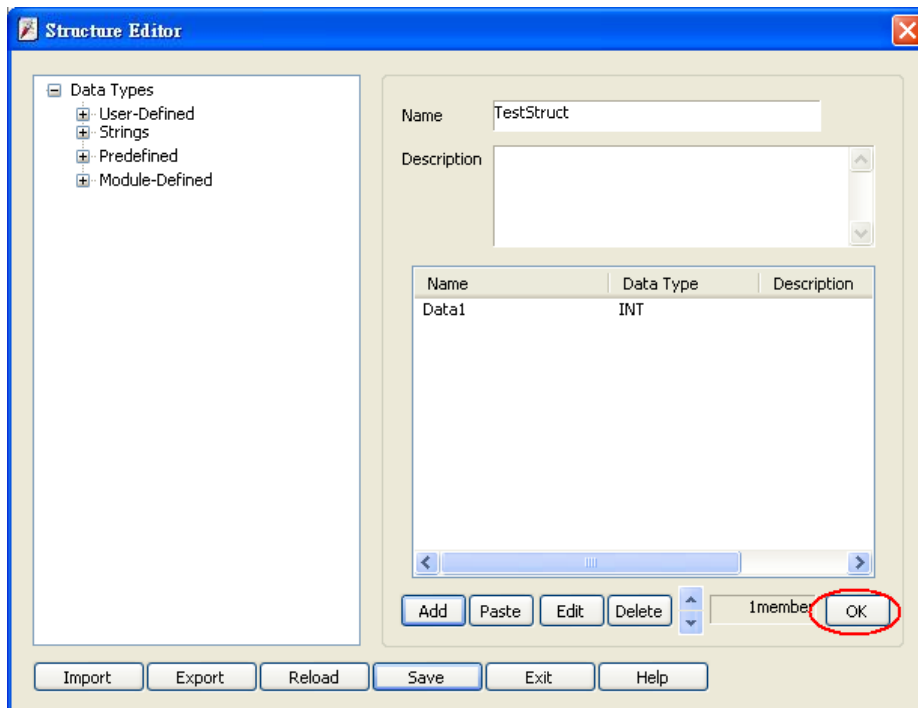 Structure Editor
Data Types
User-Defined
Strings
Predefined
Module-Defined
Name TestStruct
Description
Name Data Type Description
Data1 INT
Add Paste Edit Delete 1member OK
Import Export Reload Save Exit Help